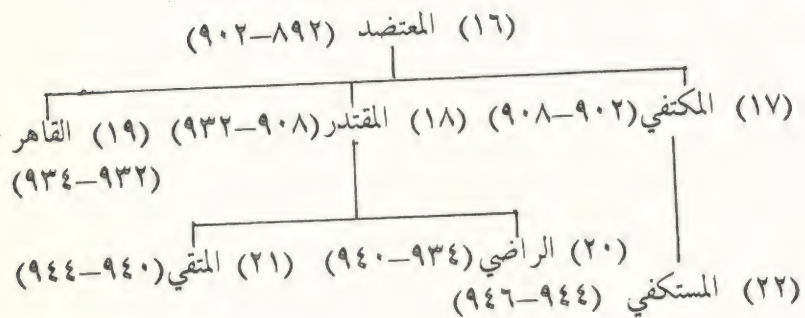 (١٦) المعتضد (٨٩٢–٩٠٢)
(١٧) المكتفي (٩٠٢–٩٠٨) (١٨) المقتدر (٩٠٨–٩٣٢) (١٩) القاهر
(٩٣٢–٩٣٤)
(٢٠) الراضي (٩٣٤–٩٤٠) (٢١) المتقي (٩٤٠–٩٤٤)
(٢٢) المستكفي (٩٤٤–٩٤٦)